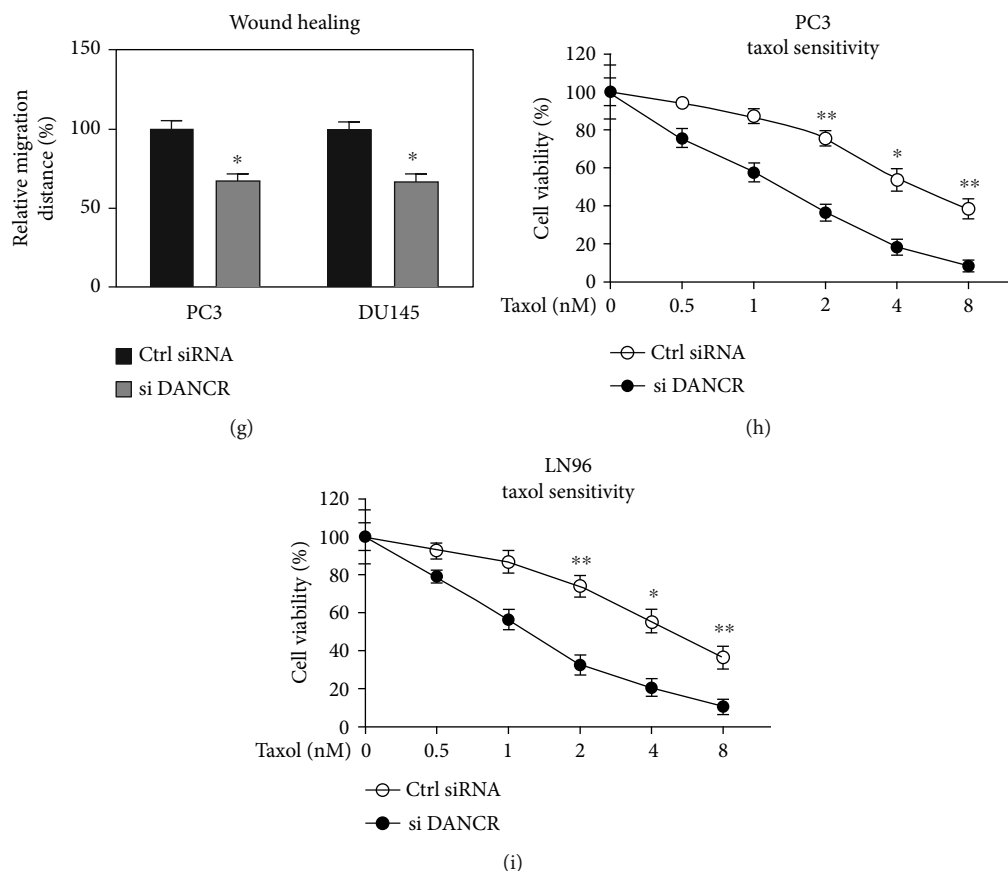 Wound healing
150
100
50
0
Relative migration
distance (%)
*
*
PC3
DU145
Ctrl siRNA
si DANCR
(g)
PC3
taxol sensitivity
120
100
80
60
40
20
0
Cell viability (%)
**
*
**
Taxol (nM) 0 0.5 1 2 4 8
Ctrl siRNA
si DANCR
(h)
LN96
taxol sensitivity
120
100
80
60
40
20
0
Cell viability (%)
**
*
**
Taxol (nM) 0 0.5 1 2 4 8
Ctrl siRNA
si DANCR
(i)